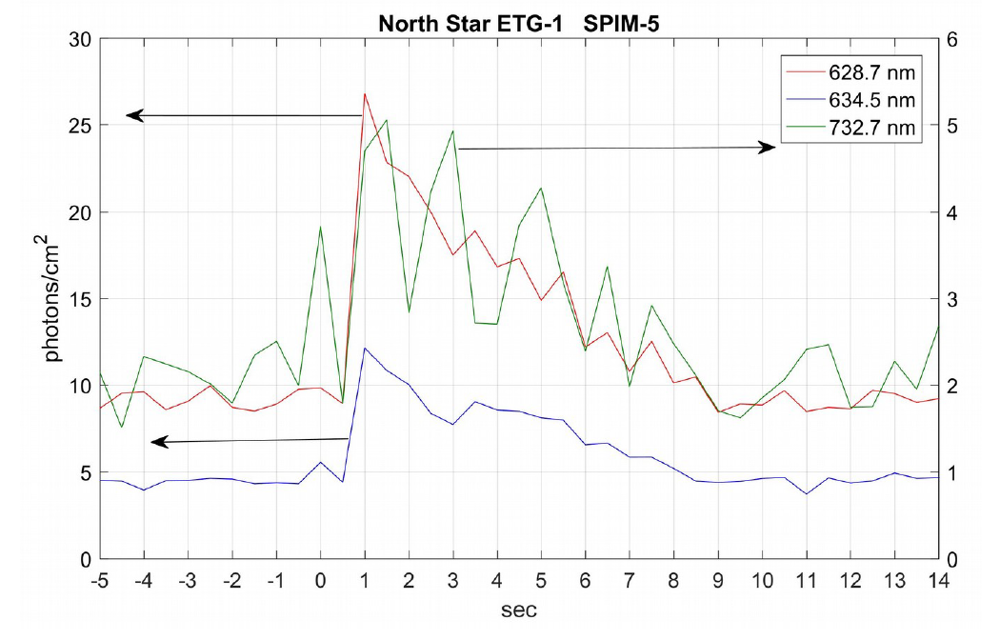 North Star ETG-1 SPIM-5
30
25
20
15
10
5
0
photons/cm2
6
5
4
3
2
1
0
628.7 nm
634.5 nm
732.7 nm
-5 -4 -3 -2 -1 0 1 2 3 4 5 6 7 8 9 10 11 12 13 14
sec